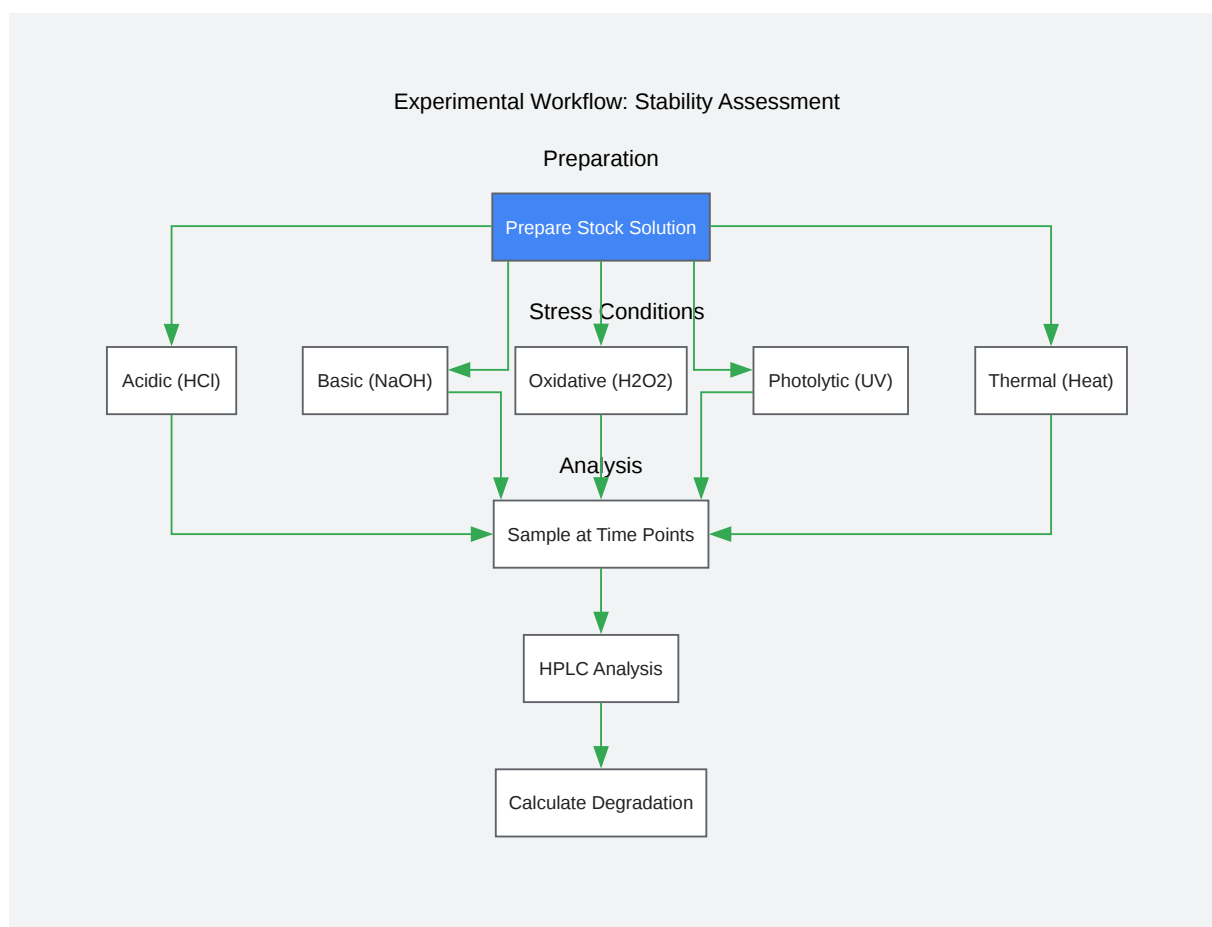 Experimental Workflow: Stability Assessment
Preparation
Prepare Stock Solution
Stress Conditions
Acidic (HCl)
Basic (NaOH)
Oxidative (H2O2)
Photolytic (UV)
Thermal (Heat)
Analysis
Sample at Time Points
HPLC Analysis
Calculate Degradation